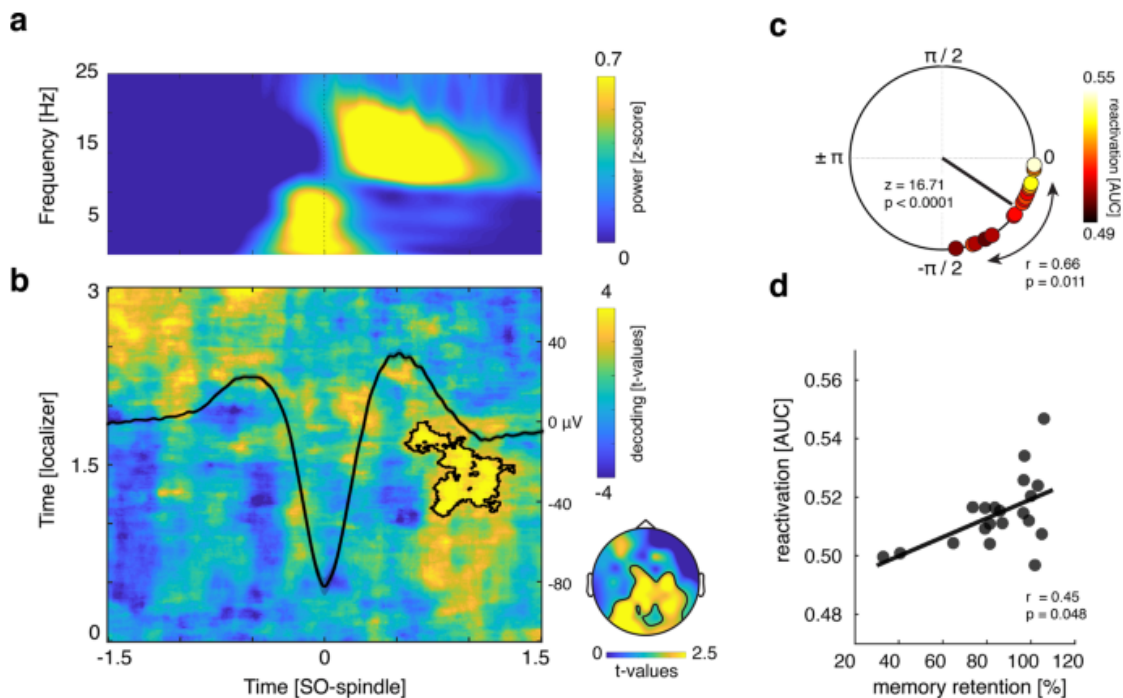 a
0.7
25
15
5
Frequency [Hz]
power [z-score]
0
b
3
1.5
0
Time [localizer]
40
0 µV
-40
-80
4
decoding [t-values]
-4
-1.5
0
1.5
Time [SO-spindle]
0
2.5
t-values
c
π / 2
± π
0
-π / 2
z = 16.71
p < 0.0001
0.55
reactivation [AUC]
0.49
r = 0.66
p = 0.011
d
0.56
0.54
0.52
0.50
0.48
reactivation [AUC]
r = 0.45
p = 0.048
20
40
60
80
100
120
memory retention [%]